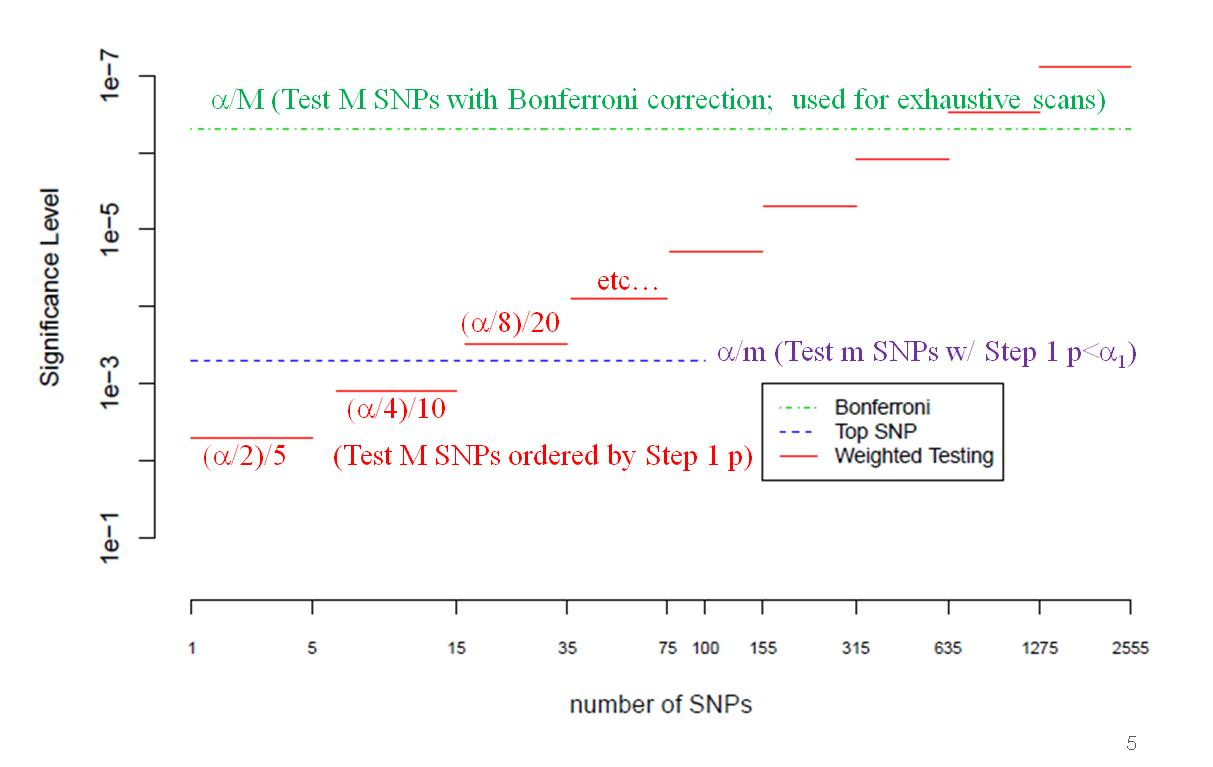 1e−7
α/M (Test M SNPs with Bonferroni correction; used for exhaustive scans)
1e−5
Significance Level
etc…
(α/8)/20
α/m (Test m SNPs w/ Step 1 p<α1)
1e−3
(α/4)/10
Bonferroni
Top SNP
Weighted Testing
(α/2)/5
(Test M SNPs ordered by Step 1 p)
1e−1
1 5 15 35 75 100 155 315 635 1275 2555
number of SNPs
5